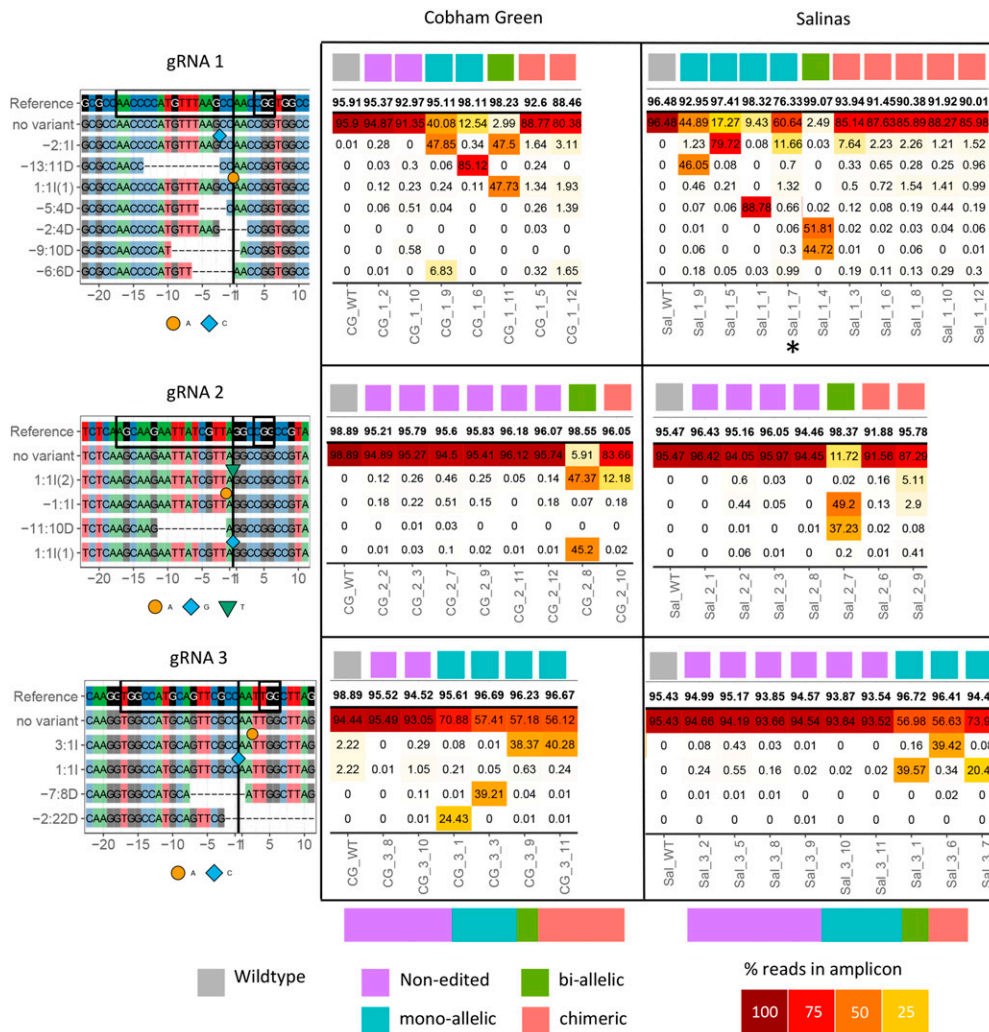 Cobham Green
Salinas
gRNA 1
Reference
GCGCCAACCCCATGTTTAAGCCAACCGGTGGCC
95.91 95.37 92.97 95.11 98.11 98.23 92.6 88.46
96.48 92.95 97.41 98.32 76.33 99.07 93.94 91.45 90.38 91.92 90.01
no variant
GCGCCAACCCCATGTTTAAGCCAACCGGTGGCC
95.9 94.87 91.35 40.08 12.54 2.99 88.77 80.38
96.48 44.89 17.27 9.43 60.64 2.49 85.14 87.63 85.89 88.27 85.98
-2:1I
GCGCCAACCCCATGTTTAAGCCAACCGGTGGCC
0.01 0.28 0 47.85 0.34 47.5 1.64 3.11
0 1.23 79.72 0 11.66 0 7.64 2.23 2.26 1.21 1.52
-13:11D
GCGCCAACC-----------CCAACCGGTGGCC
0 0 0 0.3 85.12 0 0.24 0
0 46.05 0.08 0 0.7 0 0.33 0.65 0.28 0.25 0.96
1:1I(1)
GCGCCAACCCCATGTTTAAGCCAACCGGTGGCC
0 0.12 0.23 0.24 0.11 47.73 1.34 1.93
0 0.46 0.21 0 1.32 0 0.5 0.72 1.54 1.41 0.99
-5:4D
GCGCCAACCCCATGTTT----CAACCGGTGGCC
0 0.06 0.51 0.04 0 0 0.26 1.39
0 0.07 0.06 88.78 0.66 0.02 0.12 0.08 0.19 0.44 0.19
-2:4D
GCGCCAACCCCATGTTTAAG----CCGGTGGCC
0 0 0 0 0 0 0.03 0
0 0.01 0 0 0.06 51.81 0.02 0.02 0.03 0.04 0.06
-9:10D
GCGCCAACCCCAT----------ACCGGTGGCC
0 0 0.58 0 0 0 0 0
0 0.06 0 0 0.3 44.72 0 0 0.01 0 0.01
-6:6D
GCGCCAACCCCATGTT------AACCGGTGGCC
0 0.01 0 6.83 0 0 0.32 1.65
0 0.18 0.05 0.03 0.99 0 0.19 0.11 0.13 0.29 0.3
-20 -15 -10 -5 -1 1 5 10
CG_WT CG_1_2 CG_1_10 CG_1_9 CG_1_6 CG_1_11 CG_1_5 CG_1_12
Sal_WT Sal_1_9 Sal_1_5 Sal_1_1 Sal_1_7 Sal_1_4 Sal_1_3 Sal_1_6 Sal_1_8 Sal_1_10 Sal_1_12
A C
*
gRNA 2
Reference
TCTCAAGCAAGAATTATCGTTAGGCCGGCCGTA
98.89 95.21 95.79 95.6 95.83 96.18 96.07 98.55 96.05
95.47 96.43 95.16 96.05 94.46 98.37 91.88 95.78
no variant
TCTCAAGCAAGAATTATCGTTAGGCCGGCCGTA
98.89 94.89 95.27 94.5 95.41 96.12 95.74 5.91 83.66
95.47 96.42 94.05 95.97 94.45 11.72 91.56 87.29
1:1I(2)
TCTCAAGCAAGAATTATCGTTAGGCCGGCCGTA
0 0.12 0.26 0.46 0.25 0.05 0.14 47.37 12.18
0 0 0.6 0.03 0 0 0.02 0.16 5.11
-1:1I
TCTCAAGCAAGAATTATCGTTAGGCCGGCCGTA
0 0.18 0.22 0.51 0.15 0 0.18 0.07 0.18
0 0 0.44 0.05 0 49.2 0.13 2.9
-11:10D
TCTCAAGCAAG----------AGGCCGGCCGTA
0 0 0.01 0.03 0 0 0 0 0
0 0 0 0.01 0.01 37.23 0.02 0.08
1:1I(1)
TCTCAAGCAAGAATTATCGTTAGGCCGGCCGTA
0 0.01 0.03 0.1 0.02 0.01 0.01 45.2 0.02
0 0 0.06 0.01 0 0.2 0.01 0.41
-20 -15 -10 -5 -1 1 5 10
CG_WT CG_2_2 CG_2_3 CG_2_7 CG_2_9 CG_2_11 CG_2_12 CG_2_8 CG_2_10
Sal_WT Sal_2_1 Sal_2_2 Sal_2_3 Sal_2_8 Sal_2_7 Sal_2_6 Sal_2_9
A G T
gRNA 3
Reference
CAAGGTGGCCATGCAGTTCGCCAATTGGCTTAG
98.89 95.52 94.52 95.61 96.69 96.23 96.67
95.43 94.99 95.17 93.85 94.57 93.87 93.54 96.72 96.41 94.4
no variant
CAAGGTGGCCATGCAGTTCGCCAATTGGCTTAG
94.44 95.49 93.05 70.88 57.41 57.18 56.12
95.43 94.66 94.19 93.66 94.54 93.84 93.52 56.98 56.63 73.9
3:1I
CAAGGTGGCCATGCAGTTCGCCAATTGGCTTAG
2.22 0 0.29 0.08 0.01 38.37 40.28
0 0.08 0.43 0.03 0.01 0 0 0.16 39.42 0.08
1:1I
CAAGGTGGCCATGCAGTTCGCCAATTGGCTTAG
2.22 0.01 1.05 0.21 0.05 0.63 0.24
0 0.24 0.55 0.16 0.02 0.02 0.02 39.57 0.34 20.4
-7:8D
CAAGGTGGCCATGCA--------ATTGGCTTAG
0 0 0.11 0.01 39.21 0.04 0.01
0 0.01 0.01 0.01 0 0 0 0 0.02 0
-2:22D
CAAGGTGGCCATGCAGTTCG-------------
0 0 0.01 24.43 0 0.01 0.01
0 0 0 0 0 0 0 0 0 0
-20 -15 -10 -5 -1 1 5 10
CG_WT CG_3_8 CG_3_10 CG_3_1 CG_3_3 CG_3_9 CG_3_11
Sal_WT Sal_3_2 Sal_3_5 Sal_3_8 Sal_3_9 Sal_3_10 Sal_3_11 Sal_3_1 Sal_3_6 Sal_3_7
A C
Wildtype
Non-edited
bi-allelic
% reads in amplicon
mono-allelic
chimeric
100 75 50 25